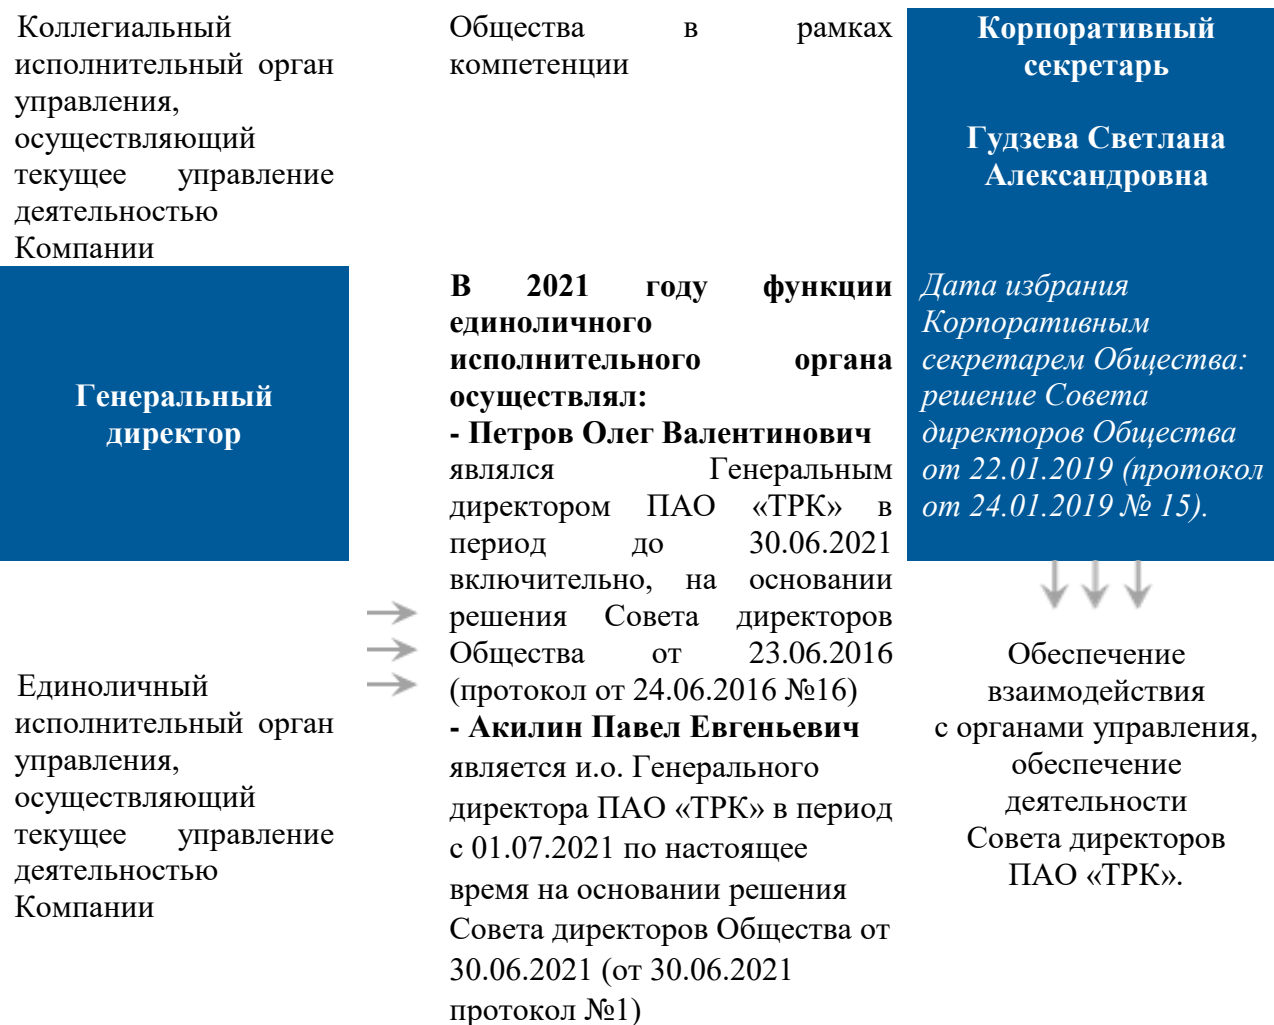 Коллегиальный
исполнительный орган
управления,
осуществляющий
текущее управление
деятельностью
Компании
Общества в рамках
компетенции
Корпоративный
секретарь
Гудзева Светлана
Александровна
Генеральный
директор
Единоличный
исполнительный орган
управления,
осуществляющий
текущее управление
деятельностью
Компании
В 2021 году функции
единоличного
исполнительного органа
осуществлял:
- Петров Олег Валентинович
являлся Генеральным
директором ПАО «ТРК» в
период до 30.06.2021
включительно, на основании
решения Совета директоров
Общества от 23.06.2016
(протокол от 24.06.2016 №16)
- Акилин Павел Евгеньевич
является и.о. Генерального
директора ПАО «ТРК» в период
с 01.07.2021 по настоящее
время на основании решения
Совета директоров Общества от
30.06.2021 (от 30.06.2021
протокол №1)
Дата избрания
Корпоративным
секретарем Общества:
решение Совета
директоров Общества
от 22.01.2019 (протокол
от 24.01.2019 № 15).
Обеспечение
взаимодействия
с органами управления,
обеспечение
деятельности
Совета директоров
ПАО «ТРК».